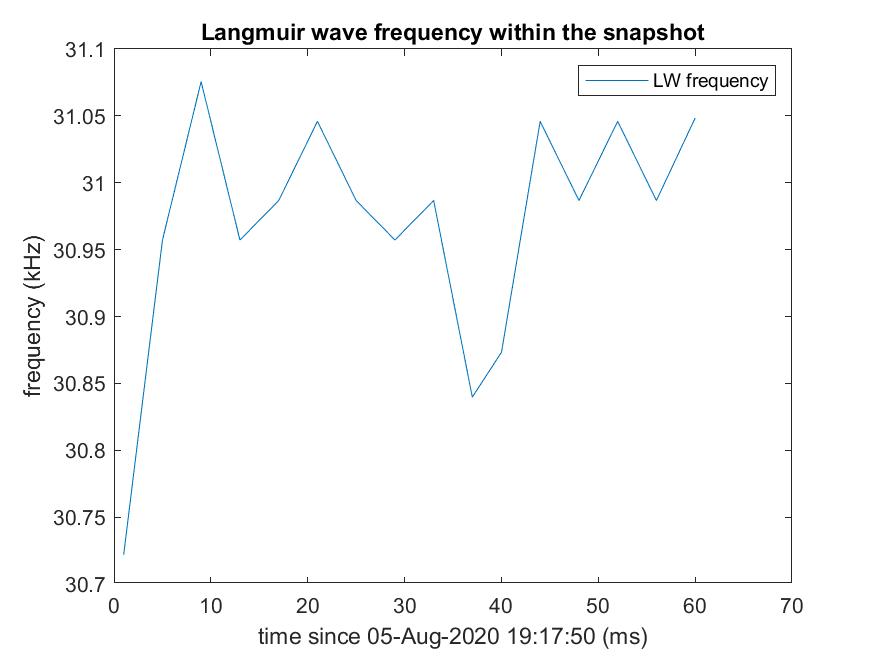 Langmuir wave frequency within the snapshot
LW frequency
31.1
31.05
31
30.95
30.9
30.85
30.8
30.75
30.7
frequency (kHz)
0 10 20 30 40 50 60 70
time since 05-Aug-2020 19:17:50 (ms)